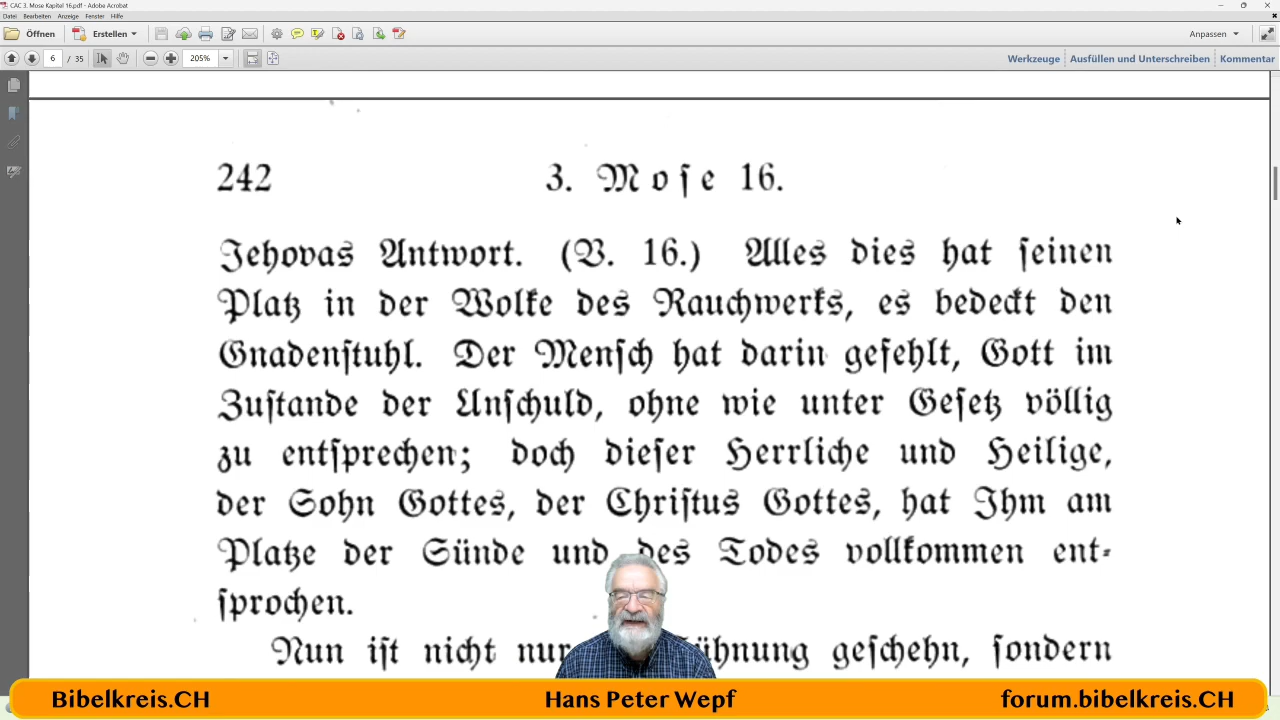 CAC 3. Mose Kapitel 16.pdf - Adobe Acrobat
Datei Bearbeiten Anzeige Fenster Hilfe
Öffnen Erstellen Anpassen
6 / 35 205% Werkzeuge Ausfüllen und Unterschreiben Kommentar
242 3. Mose 16.
Jehovas Antwort. (V. 16.) Alles dies hat seinen
Platz in der Wolke des Rauchwerks, es bedeckt den
Gnadenstuhl. Der Mensch hat darin gefehlt, Gott im
Zustande der Unschuld, ohne wie unter Gesetz völlig
zu entsprechen; doch dieser Herrliche und Heilige,
der Sohn Gottes, der Christus Gottes, hat Ihm am
Platze der Sünde und des Todes vollkommen ent-
sprochen.
Nun ist nicht nur ühnung geschehn, sondern
Bibelkreis.CH Hans Peter Wepf forum.bibelkreis.CH